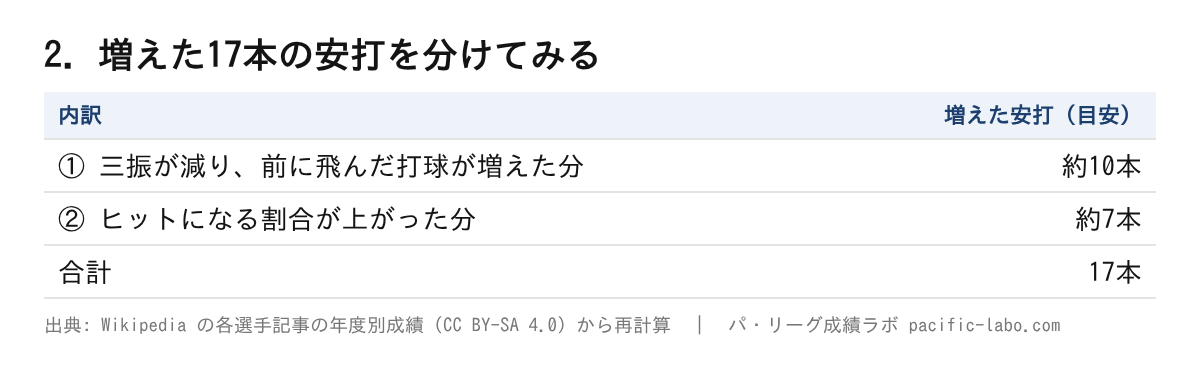 2. 増えた17本の安打を分けてみる
内訳 増えた安打（目安）
① 三振が減り、前に飛んだ打球が増えた分 約10本
② ヒットになる割合が上がった分 約7本
合計 17本
出典: Wikipedia の各選手記事の年度別成績（CC BY-SA 4.0）から再計算 ｜ パ・リーグ成績ラボ pacific-labo.com